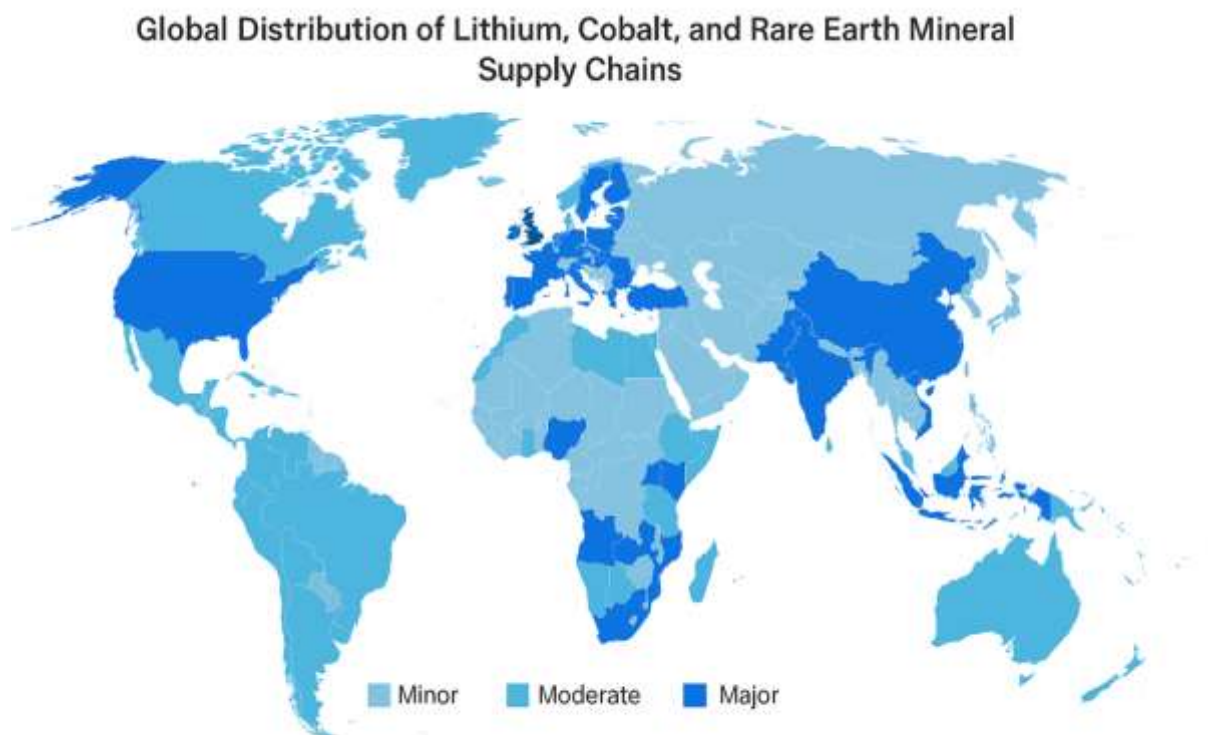 Global Distribution of Lithium, Cobalt, and Rare Earth Mineral
Supply Chains
Minor
Moderate
Major